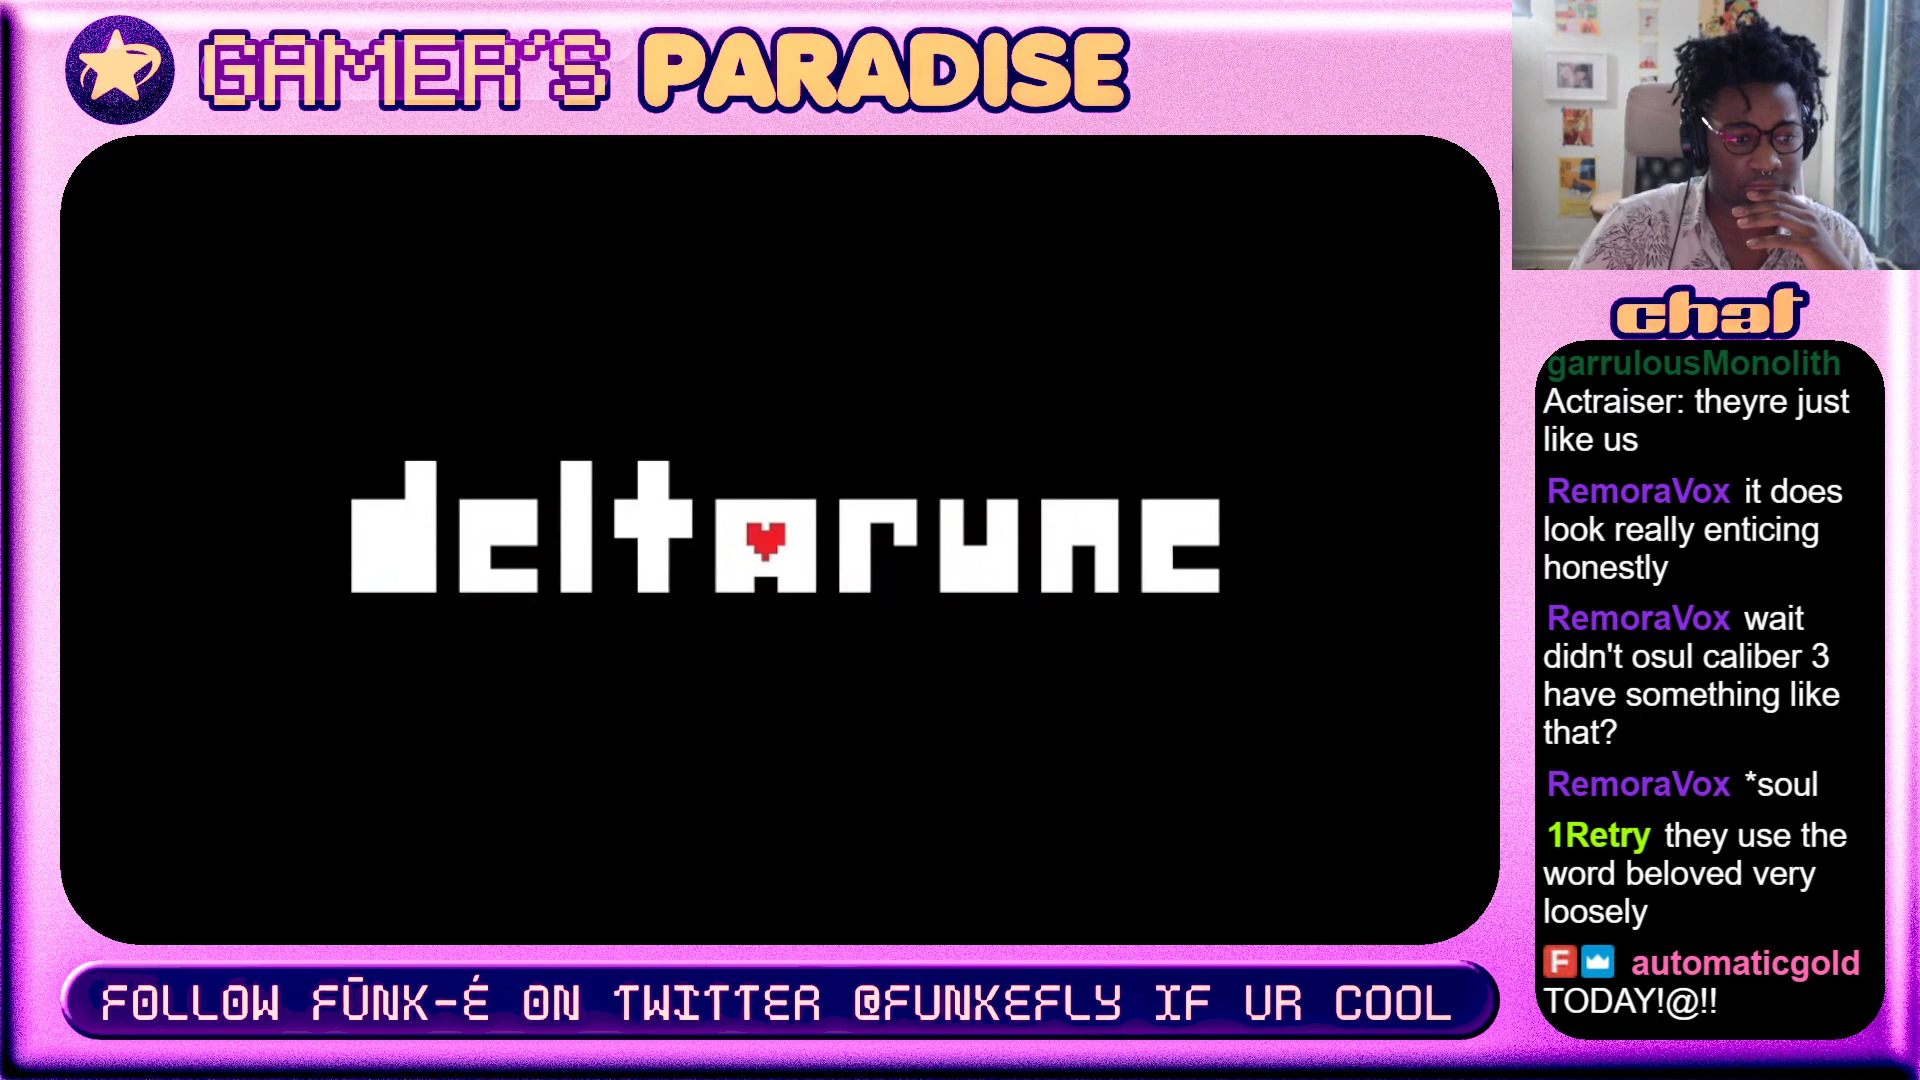 GAMER'S PARADISE
deltarune
chat
garrulousMonolith
Actraiser: theyre just
like us
RemoraVox it does
look really enticing
honestly
RemoraVox wait
didn't osul caliber 3
have something like
that?
RemoraVox *soul
1Retry they use the
word beloved very
loosely
F automaticgold
TODAY!@!!
FOLLOW FŪNK-É ON TWITTER @FUNKEFLY IF UR COOL